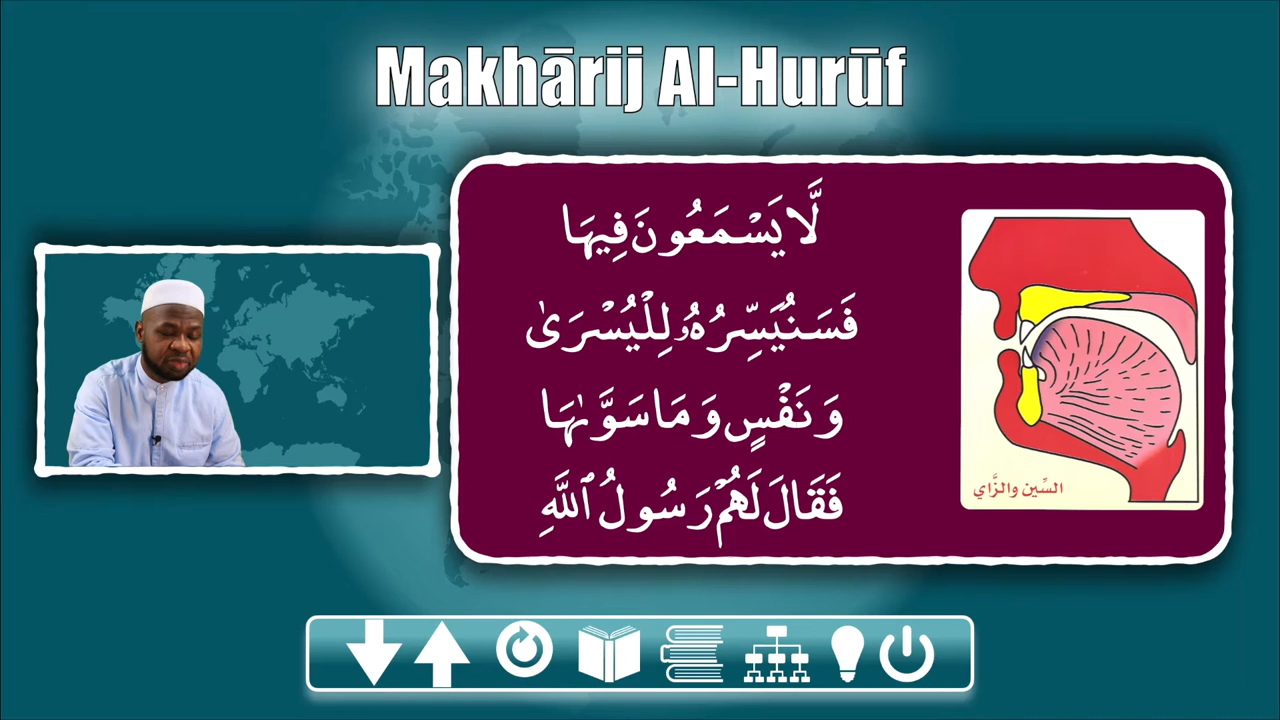 Makhārij Al-Hurūf
لَّا يَسۡمَعُونَ فِيهَا
فَسَنُيَسِّرُهُۥ لِلۡيُسۡرَىٰ
وَنَفۡسٖ وَمَا سَوَّىٰهَا
فَقَالَ لَهُمۡ رَسُولُ ٱللَّهِ
السِّين والزَّاي